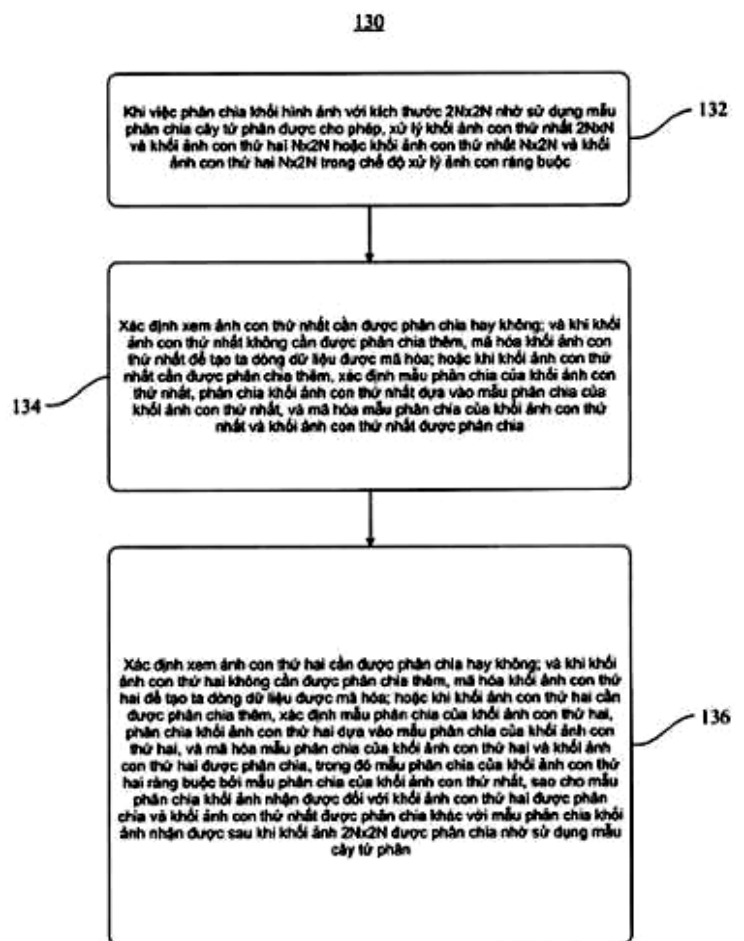 130
Khi việc phân chia khối hình ảnh với kích thước 2Nx2N nhờ sử dụng mẫu
phân chia cây tứ phân được cho phép, xử lý khối ảnh con thứ nhất 2NxN
và khối ảnh con thứ hai Nx2N hoặc khối ảnh con thứ nhất Nx2N và khối
ảnh con thứ hai Nx2N trong chế độ xử lý ảnh con ràng buộc
132
Xác định xem ảnh con thứ nhất cần được phân chia hay không; và khi khối
ảnh con thứ nhất không cần được phân chia thêm, mã hóa khối ảnh con
thứ nhất để tạo ta dòng dữ liệu được mã hóa; hoặc khi khối ảnh con thứ
nhất cần được phân chia thêm, xác định mẫu phân chia của khối ảnh con
thứ nhất, phân chia khối ảnh con thứ nhất dựa vào mẫu phân chia của
khối ảnh con thứ nhất, và mã hóa mẫu phân chia của khối ảnh con thứ
nhất và khối ảnh con thứ nhất được phân chia
134
Xác định xem ảnh con thứ hai cần được phân chia hay không; và khi khối
ảnh con thứ hai không cần được phân chia thêm, mã hóa khối ảnh con thứ
hai để tạo ta dòng dữ liệu được mã hóa; hoặc khi khối ảnh con thứ hai cần
được phân chia thêm, xác định mẫu phân chia của khối ảnh con thứ hai,
phân chia khối ảnh con thứ hai dựa vào mẫu phân chia của khối ảnh con
thứ hai, và mã hóa mẫu phân chia của khối ảnh con thứ hai và khối ảnh
con thứ hai được phân chia, trong đó mẫu phân chia của khối ảnh con thứ
hai ràng buộc bởi mẫu phân chia của khối ảnh con thứ nhất, sao cho mẫu
phân chia khối ảnh nhận được đối với khối ảnh con thứ hai được phân
chia và khối ảnh con thứ nhất được phân chia khác với mẫu phân chia khối
ảnh nhận được sau khi khối ảnh 2Nx2N được phân chia nhờ sử dụng mẫu
cây tứ phân
136